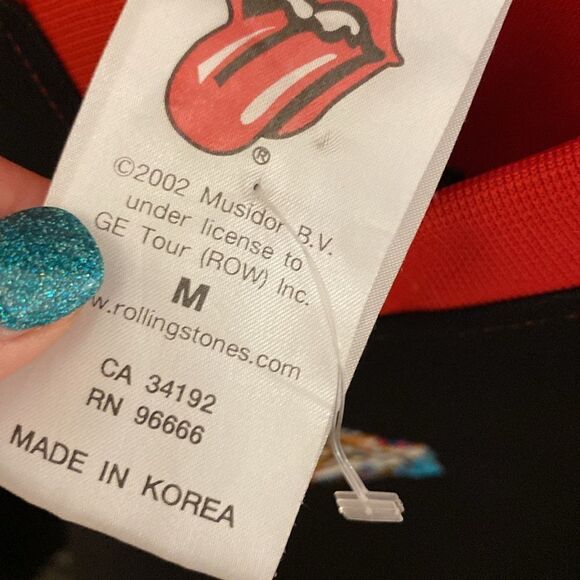 ®
©2002 Musidor B.V.
under license to
GE Tour (ROW) Inc.
M
w.rollingstones.com
CA 34192
RN 96666
MADE IN KOREA